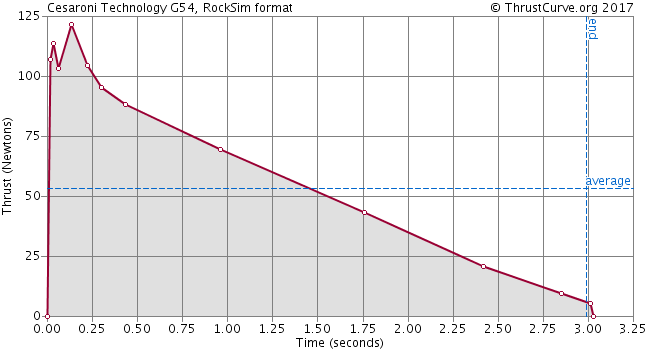 Cesaroni Technology G54, RockSim format
© ThrustCurve.org 2017
125
100
75
50
25
0
Thrust (Newtons)
end
average
0.00 0.25 0.50 0.75 1.00 1.25 1.50 1.75 2.00 2.25 2.50 2.75 3.00 3.25
Time (seconds)